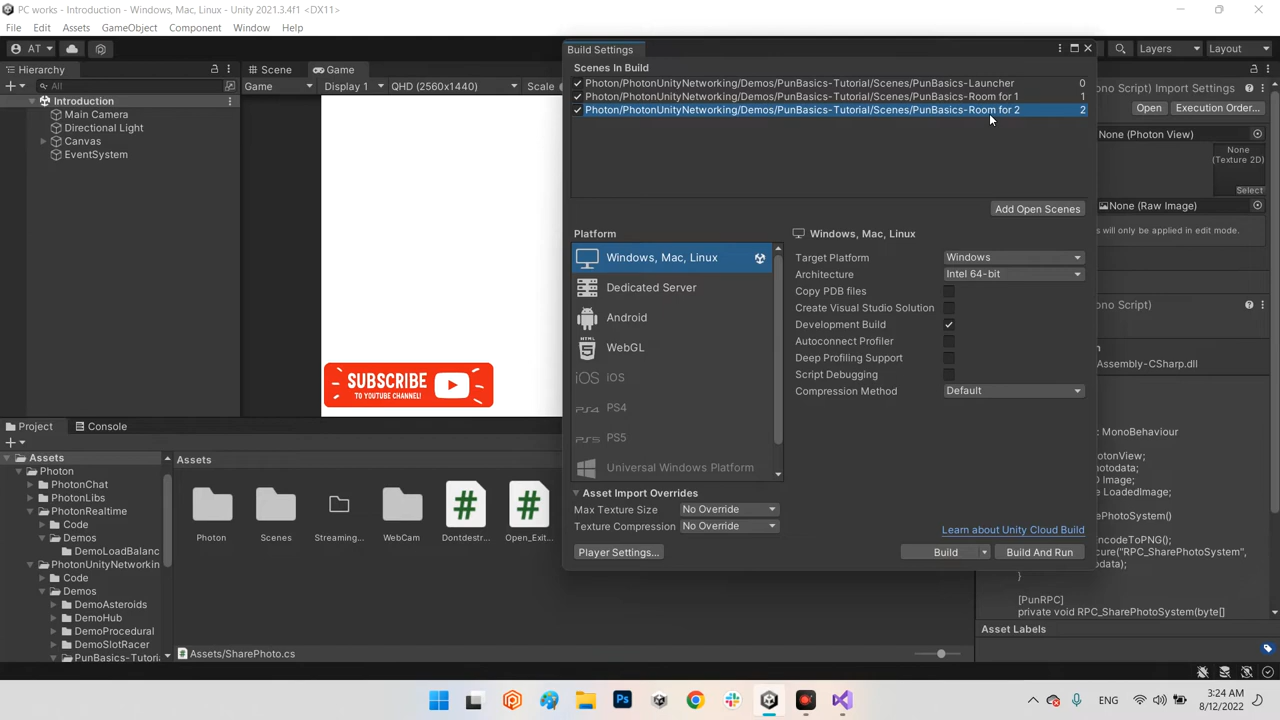 PC works - Introduction - Windows, Mac, Linux - Unity 2021.3.4f1 <DX11>
File Edit Assets GameObject Component Window Help
AT
Layers
Layout
Hierarchy
All
Introduction
Main Camera
Directional Light
Canvas
EventSystem
Scene
Game
Game
Display 1
QHD (2560x1440)
SUBSCRIBE
TO YOUTUBE CHANNEL!
Build Settings
Scenes In Build
Photon/PhotonUnityNetworking/Demos/PunBasics-Tutorial/Scenes/PunBasics-Launcher 0
Photon/PhotonUnityNetworking/Demos/PunBasics-Tutorial/Scenes/PunBasics-Room for 1 1
Photon/PhotonUnityNetworking/Demos/PunBasics-Tutorial/Scenes/PunBasics-Room for 2 2
Add Open Scenes
Platform
Windows, Mac, Linux
Dedicated Server
Android
HTML
WebGL
iOS iOS
PS4 PS4
PS5 PS5
Universal Windows Platform
Windows, Mac, Linux
Target Platform Windows
Architecture Intel 64-bit
Copy PDB files
Create Visual Studio Solution
Development Build
Autoconnect Profiler
Deep Profiling Support
Script Debugging
Compression Method Default
Asset Import Overrides
Max Texture Size No Override
Texture Compression No Override
Learn about Unity Cloud Build
Player Settings...
Build
Build And Run
Import Settings
Open
Execution Order...
None (Photon View)
None
(Texture 2D)
Select
None (Raw Image)
will only be applied in edit mode.
Script)
Assembly-CSharp.dll
: MonoBehaviour
photodata;
Image;
LoadedImage;
SharePhotoSystem()
EncodeToPNG();
"RPC_SharePhotoSystem",
}
[PunRPC]
private void RPC_SharePhotoSystem(byte[]
Asset Labels
Project
Console
Assets
Photon
PhotonChat
PhotonLibs
PhotonRealtime
Code
Demos
DemoLoadBalanc
PhotonUnityNetworkin
Code
Demos
DemoAsteroids
DemoHub
DemoProcedural
DemoSlotRacer
PunBasics-Tutoria
Assets
Photon
Scenes
Streaming...
WebCam
Dontdestr...
Open_Exit...
Assets/SharePhoto.cs
ENG
3:24 AM
8/12/2022